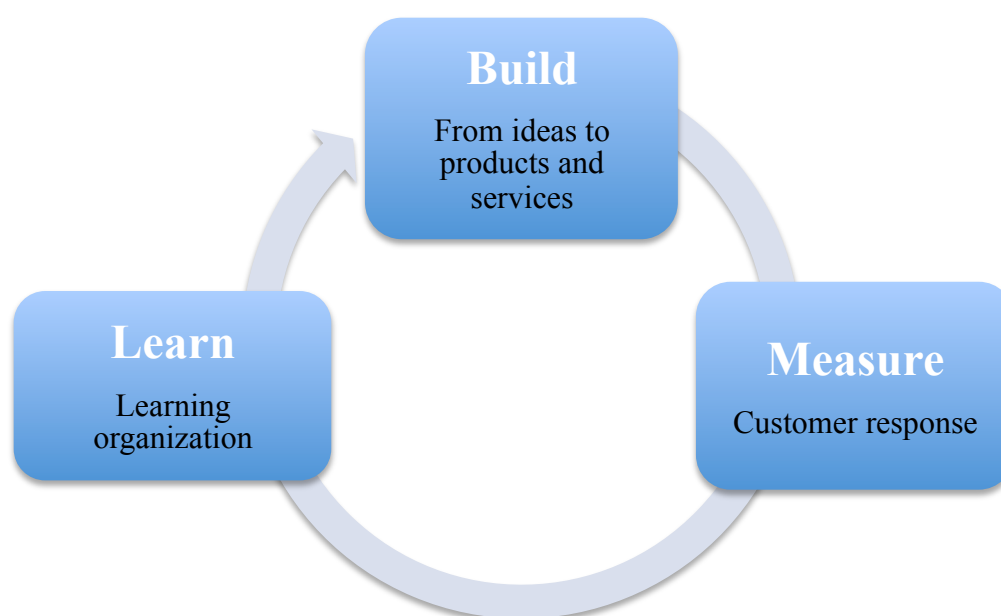 Build
From ideas to
products and
services
Learn
Learning
organization
Measure
Customer response